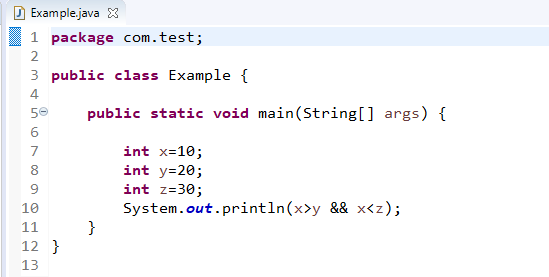 Example.java
1 package com.test;
2
3 public class Example {
4
5 public static void main(String[] args) {
6
7 int x=10;
8 int y=20;
9 int z=30;
10 System.out.println(x>y && x<z);
11 }
12 }
13